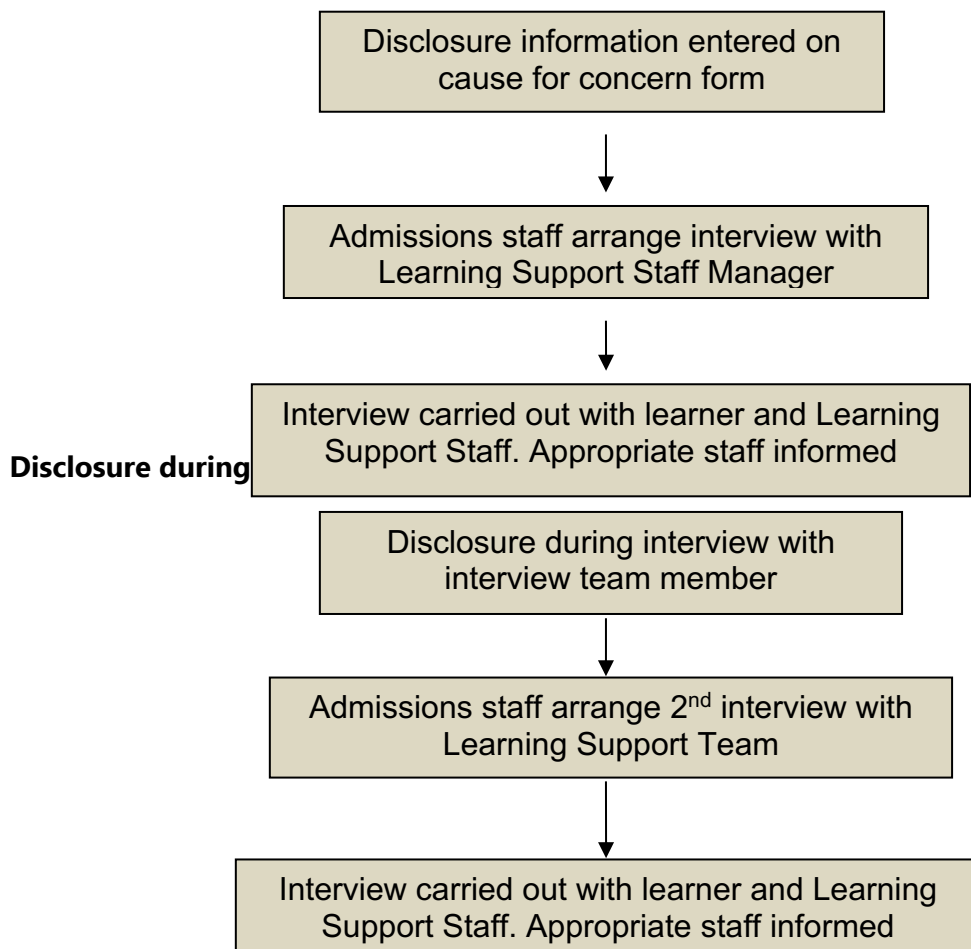 Disclosure information entered on
cause for concern form
Admissions staff arrange interview with
Learning Support Staff Manager
Interview carried out with learner and Learning
Support Staff. Appropriate staff informed
Disclosure during
Disclosure during interview with
interview team member
Admissions staff arrange 2nd interview with
Learning Support Team
Interview carried out with learner and Learning
Support Staff. Appropriate staff informed